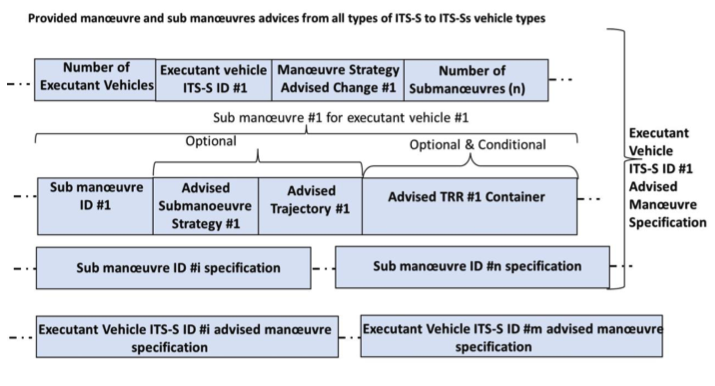 Provided manœuvre and sub manœuvres advices from all types of ITS-S to ITS-Ss vehicle types
Number of
Executant Vehicles
Executant vehicle
ITS-S ID #1
Manœuvre Strategy
Advised Change #1
Number of
Submanœuvres (n)
Sub manœuvre #1 for executant vehicle #1
Optional
Optional & Conditional
Sub manœuvre
ID #1
Advised
Submanoeuvre
Strategy #1
Advised
Trajectory #1
Advised TRR #1 Container
Executant
Vehicle
ITS-S ID #1
Advised
Manœuvre
Specification
Sub manœuvre ID #i specification
Sub manœuvre ID #n specification
Executant Vehicle ITS-S ID #i advised manœuvre
specification
Executant Vehicle ITS-S ID #m advised manœuvre
specification